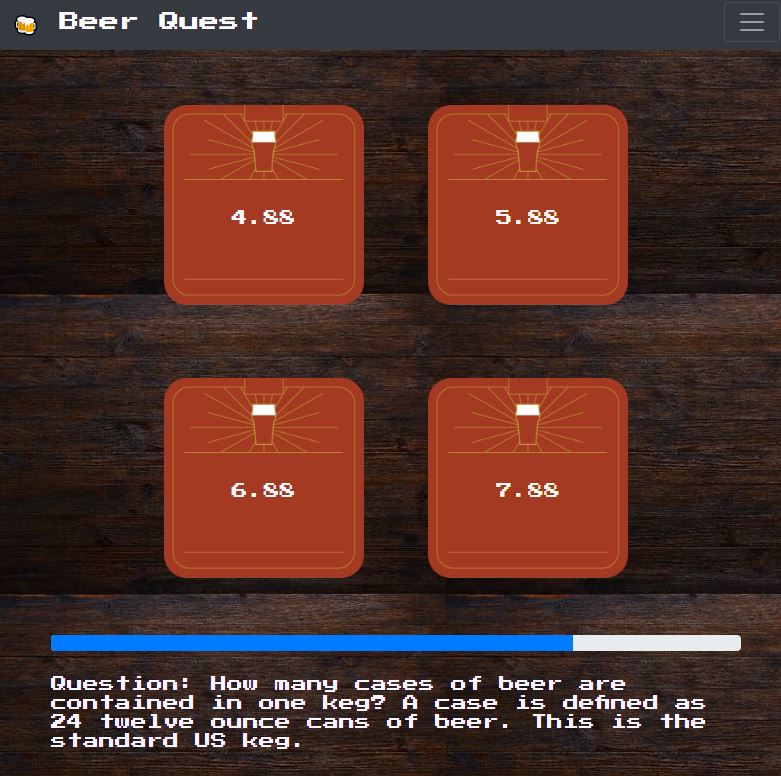 Beer Quest
4.88
5.88
6.88
7.88
Question: How many cases of beer are
contained in one keg? A case is defined as
24 twelve ounce cans of beer. This is the
standard US keg.